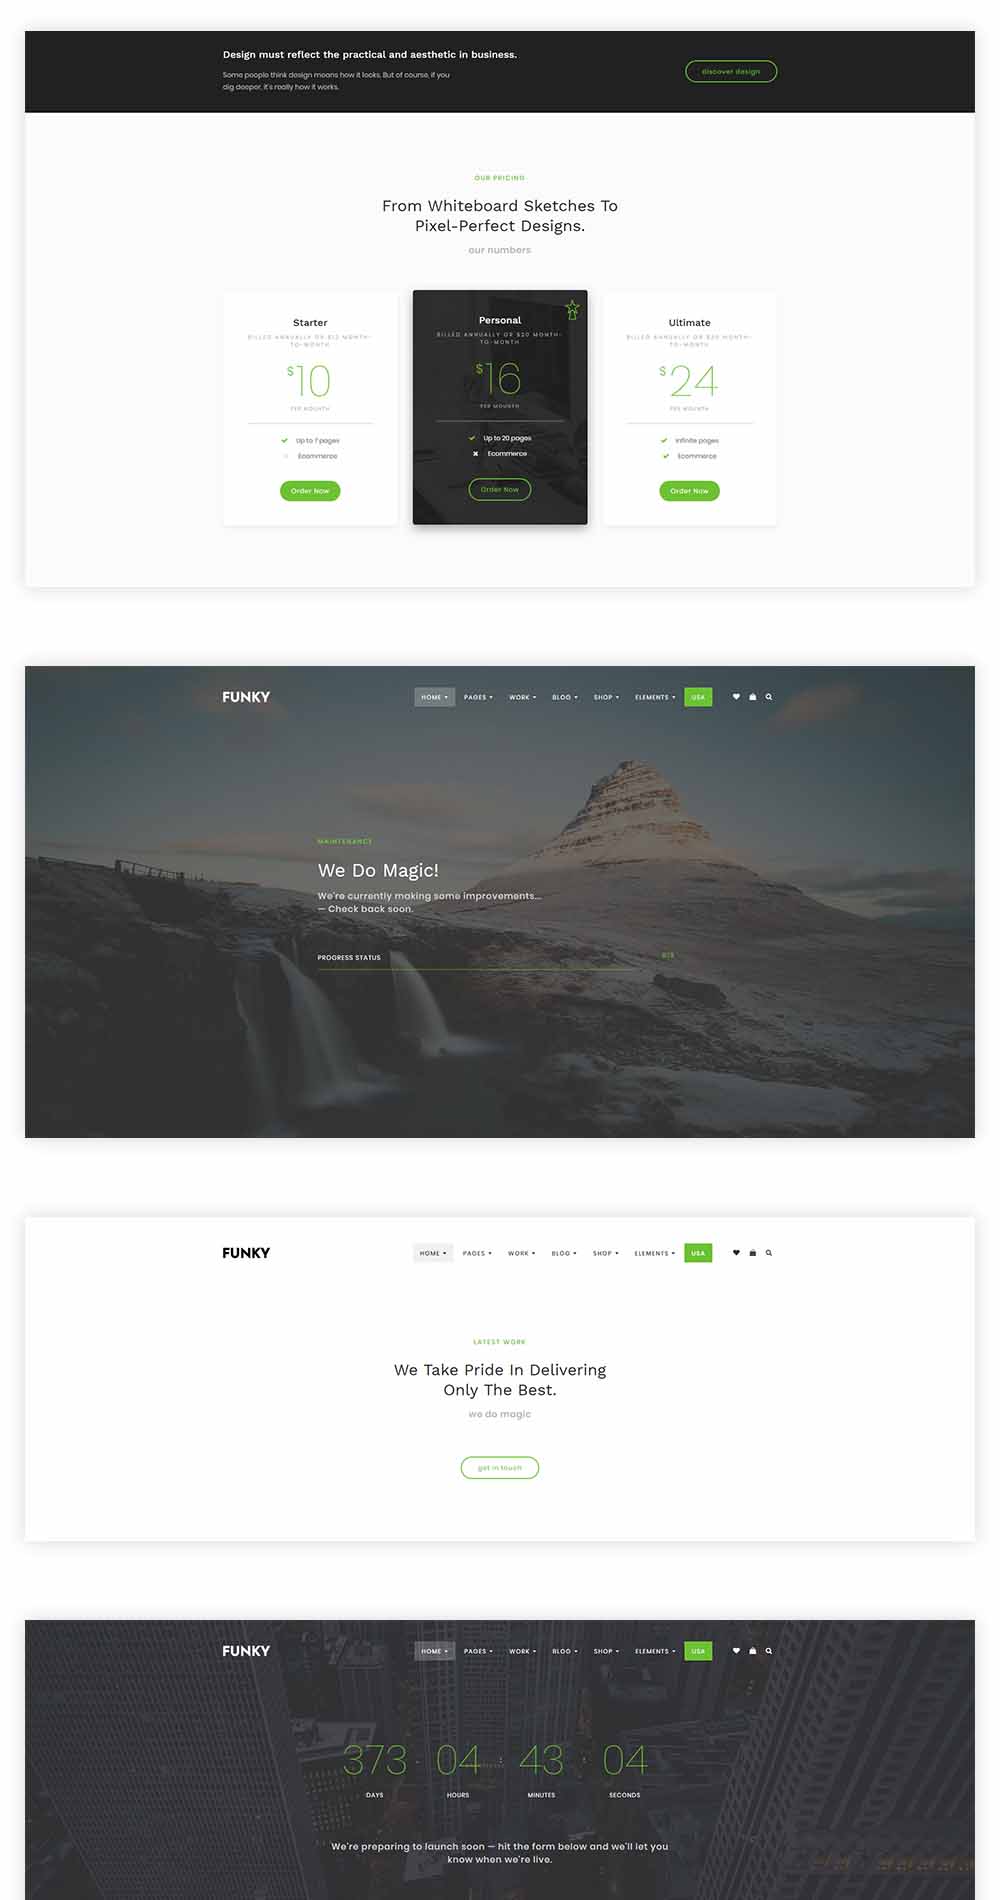 Design must reflect the practical and aesthetic in business.
Some people think design means how it looks. But of course, if you
dig deeper, it's really how it works.
discover design
OUR PRICING
From Whiteboard Sketches To
Pixel-Perfect Designs.
our numbers
Starter
BILLED ANNUALLY OR $12 MONTH-
TO-MONTH
$10
PER MOUNTH
Up to 7 pages
Ecommerce
Order Now
Personal
BILLED ANNUALLY OR $20 MONTH-
TO-MONTH
$16
PER MOUNTH
Up to 20 pages
Ecommerce
Order Now
Ultimate
BILLED ANNUALLY OR $29 MONTH-
TO-MONTH
$24
PER MOUNTH
Infinite pages
Ecommerce
Order Now
FUNKY
HOME PAGES WORK BLOG SHOP ELEMENTS USA
MAINTENANCE
We Do Magic!
We're currently making some improvements...
— Check back soon.
PROGRESS STATUS
FUNKY
HOME PAGES WORK BLOG SHOP ELEMENTS USA
LATEST WORK
We Take Pride In Delivering
Only The Best.
we do magic
get in touch
FUNKY
HOME PAGES WORK BLOG SHOP ELEMENTS USA
373 : 04 : 43 : 04
DAYS HOURS MINUTES SECONDS
We're preparing to launch soon — hit the form below and we'll let you
know when we're live.